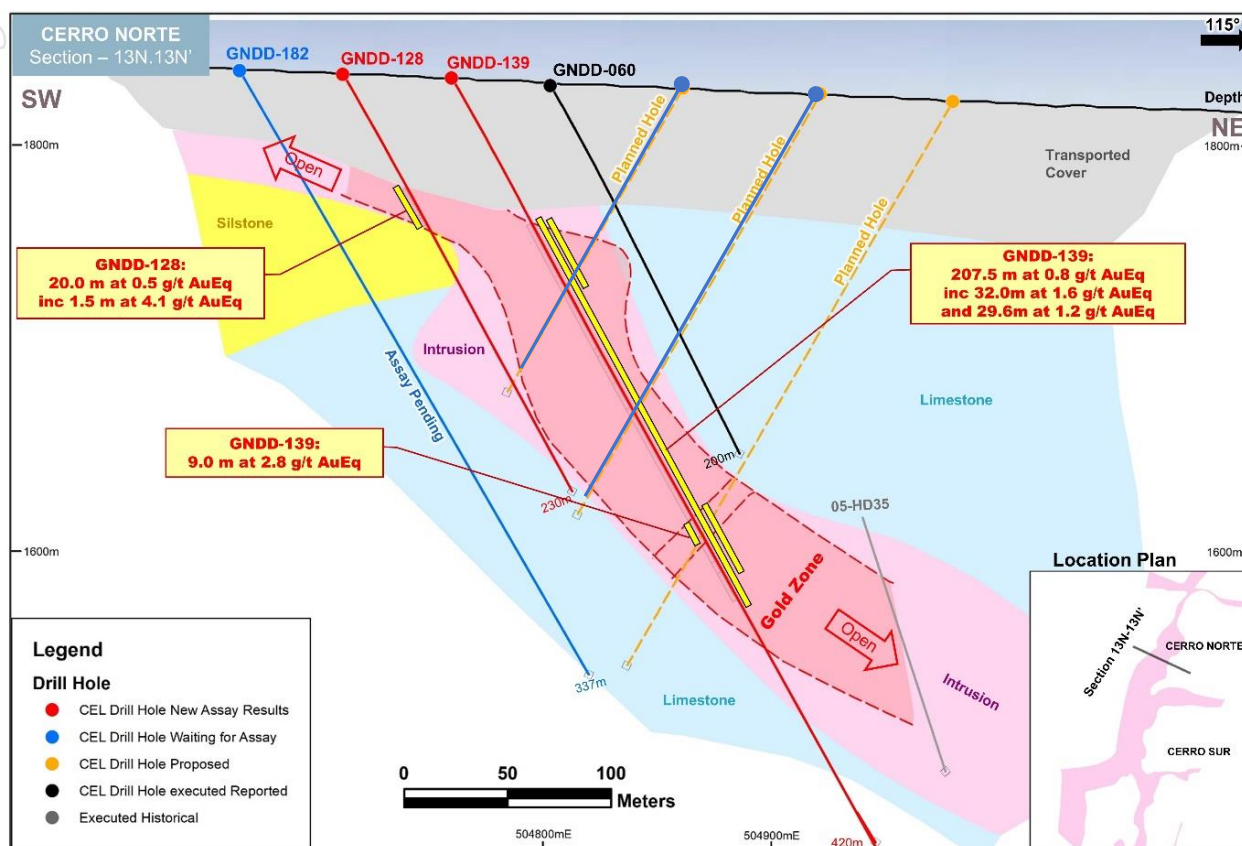 CERRO NORTE
Section – 13N.13N'
GNDD-182
GNDD-128
GNDD-139
GNDD-060
115°
SW
Depth
NE
1800m
1800m
Planned Hole
Planned Hole
Planned Hole
Transported
Cover
Open
Silstone
GNDD-128:
20.0 m at 0.5 g/t AuEq
inc 1.5 m at 4.1 g/t AuEq
GNDD-139:
207.5 m at 0.8 g/t AuEq
inc 32.0m at 1.6 g/t AuEq
and 29.6m at 1.2 g/t AuEq
Intrusion
Assay Pending
Limestone
GNDD-139:
9.0 m at 2.8 g/t AuEq
200m
230m
05-HD35
1600m
1600m
Gold Zone
Open
Location Plan
Section 13N-13N'
CERRO NORTE
CERRO SUR
337m
Limestone
Intrusion
Legend
Drill Hole
CEL Drill Hole New Assay Results
CEL Drill Hole Waiting for Assay
CEL Drill Hole Proposed
CEL Drill Hole executed Reported
Executed Historical
0 50 100
Meters
504800mE
504900mE
420m